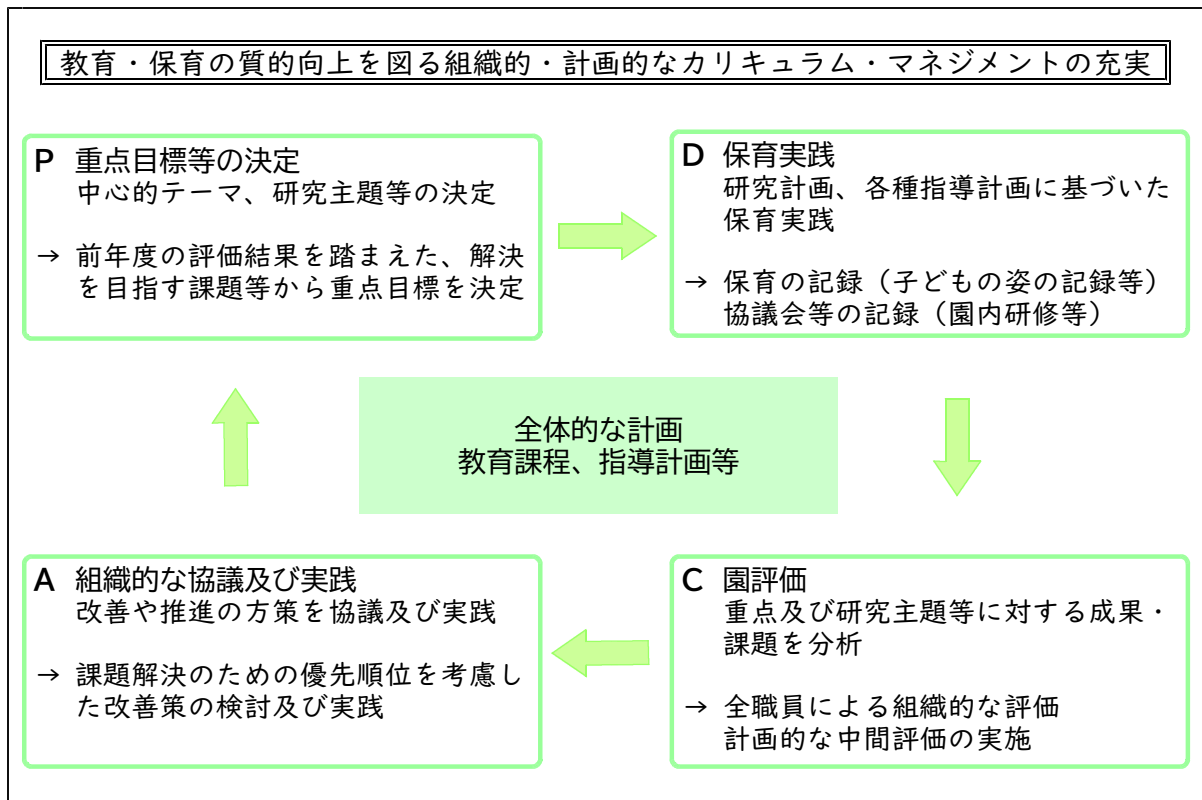 教育・保育の質的向上を図る組織的・計画的なカリキュラム・マネジメントの充実
P 重点目標等の決定
中心的テーマ、研究主題等の決定
→ 前年度の評価結果を踏まえた、解決
を目指す課題等から重点目標を決定
D 保育実践
研究計画、各種指導計画に基づいた
保育実践
→ 保育の記録（子どもの姿の記録等）
協議会等の記録（園内研修等）
全体的な計画
教育課程、指導計画等
A 組織的な協議及び実践
改善や推進の方策を協議及び実践
→ 課題解決のための優先順位を考慮し
た改善策の検討及び実践
C 園評価
重点及び研究主題等に対する成果・
課題を分析
→ 全職員による組織的な評価
計画的な中間評価の実施